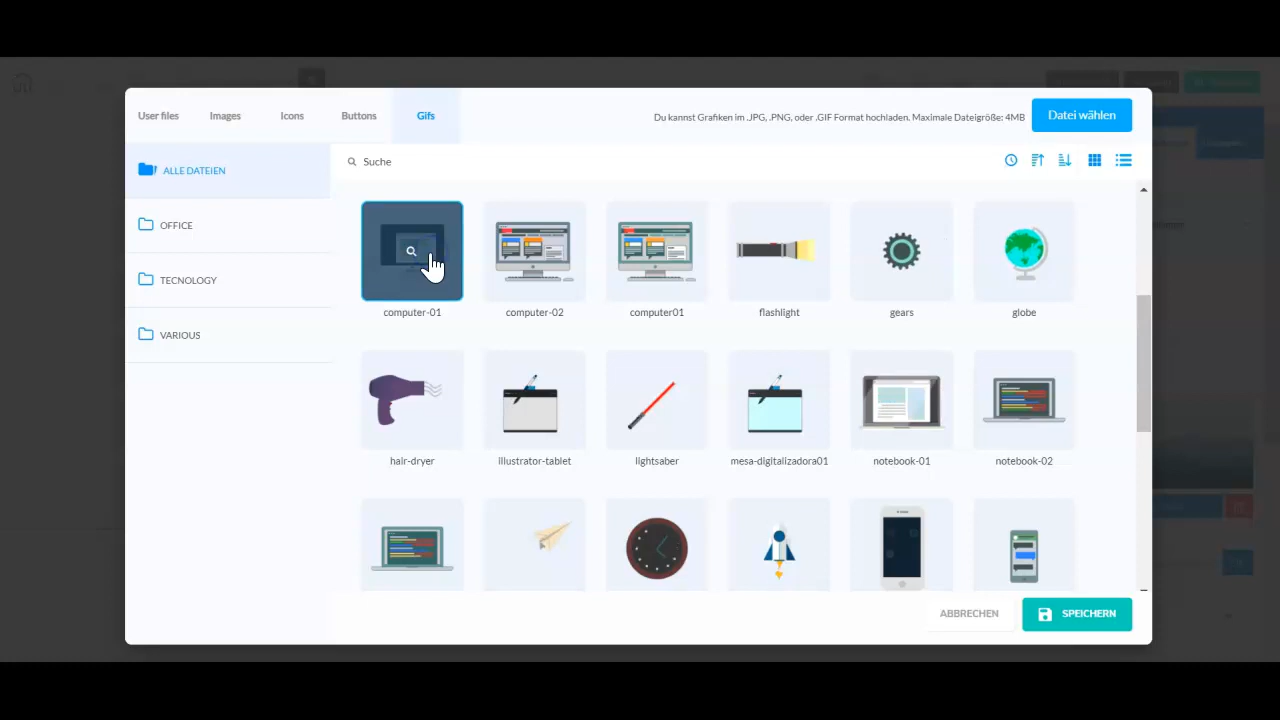 User files Images Icons Buttons Gifs
Du kannst Grafiken im .JPG, .PNG, oder .GIF Format hochladen. Maximale Dateigröße: 4MB
Datei wählen
ALLE DATEIEN
OFFICE
TECNOLOGY
VARIOUS
Suche
computer-01 computer-02 computer01 flashlight gears globe
hair-dryer illustrator-tablet lightsaber mesa-digitalizadora01 notebook-01 notebook-02
ABBRECHEN SPEICHERN